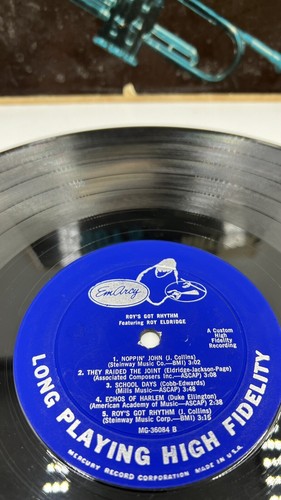 EmArcy
ROY'S GOT RHYTHM
Featuring ROY ELDRIDGE
A Custom
High
Fidelity
Recording
1. NOPPIN' JOHN (J. Collins)
(Steinway Music Co.—BMI) 3:02
2. THEY RAIDED THE JOINT (Eldridge-Jackson-Page)
(Associated Composers Inc.—ASCAP) 3:08
3. SCHOOL DAYS (Cobb-Edwards)
(Mills Music—ASCAP) 3:08
4. ECHOS OF HARLEM (Duke Ellington)
(American Academy of Music—ASCAP) 2:58
5. ROY'S GOT RHYTHM (J. Collins)
(Steinway Music Corp.—BMI) 3:15
MG-36084 B
LONG PLAYING HIGH FIDELITY
MERCURY RECORD CORPORATION MADE IN U.S.A.